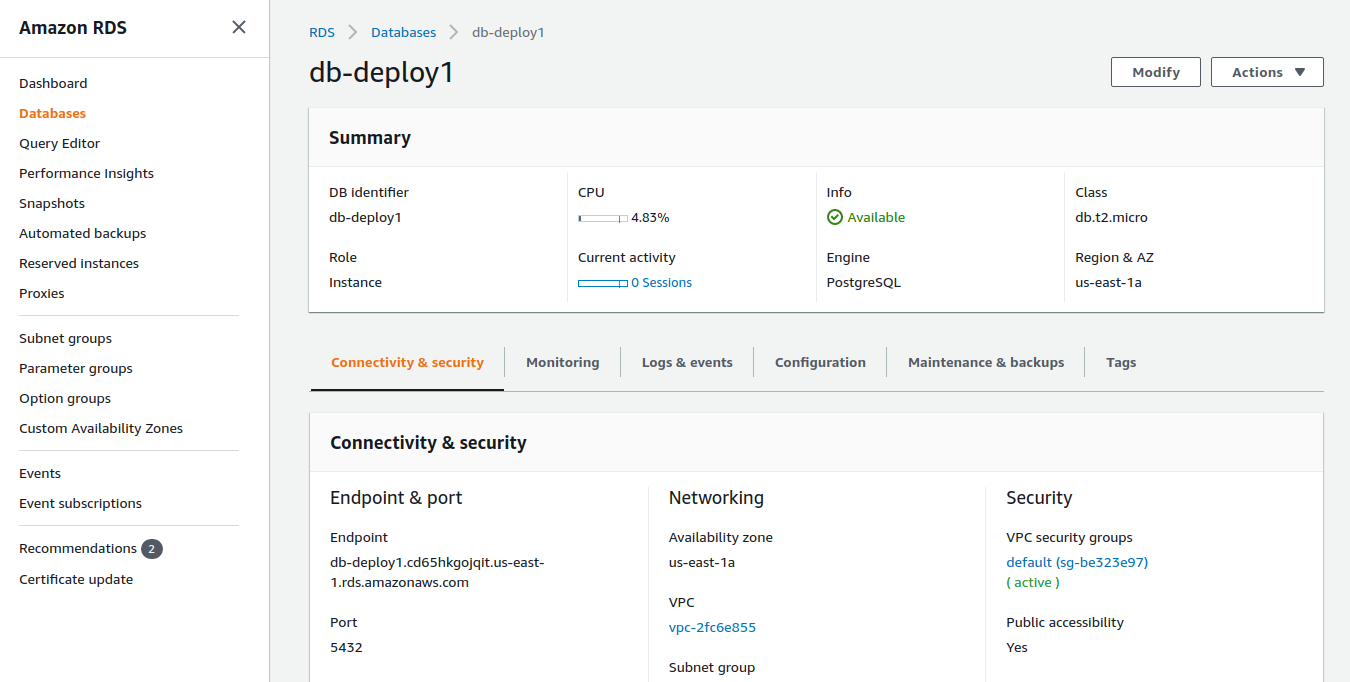 Amazon RDS
Dashboard
Databases
Query Editor
Performance Insights
Snapshots
Automated backups
Reserved instances
Proxies
Subnet groups
Parameter groups
Option groups
Custom Availability Zones
Events
Event subscriptions
Recommendations 2
Certificate update
RDS Databases db-deploy1
db-deploy1
Modify
Actions
Summary
DB identifier
db-deploy1
CPU
4.83%
Info
Available
Class
db.t2.micro
Role
Instance
Current activity
0 Sessions
Engine
PostgreSQL
Region & AZ
us-east-1a
Connectivity & security
Monitoring
Logs & events
Configuration
Maintenance & backups
Tags
Connectivity & security
Endpoint & port
Endpoint
db-deploy1.cd65hkgojqit.us-east-
1.rds.amazonaws.com
Port
5432
Networking
Availability zone
us-east-1a
VPC
vpc-2fc6e855
Subnet group
Security
VPC security groups
default (sg-be323e97)
( active )
Public accessibility
Yes